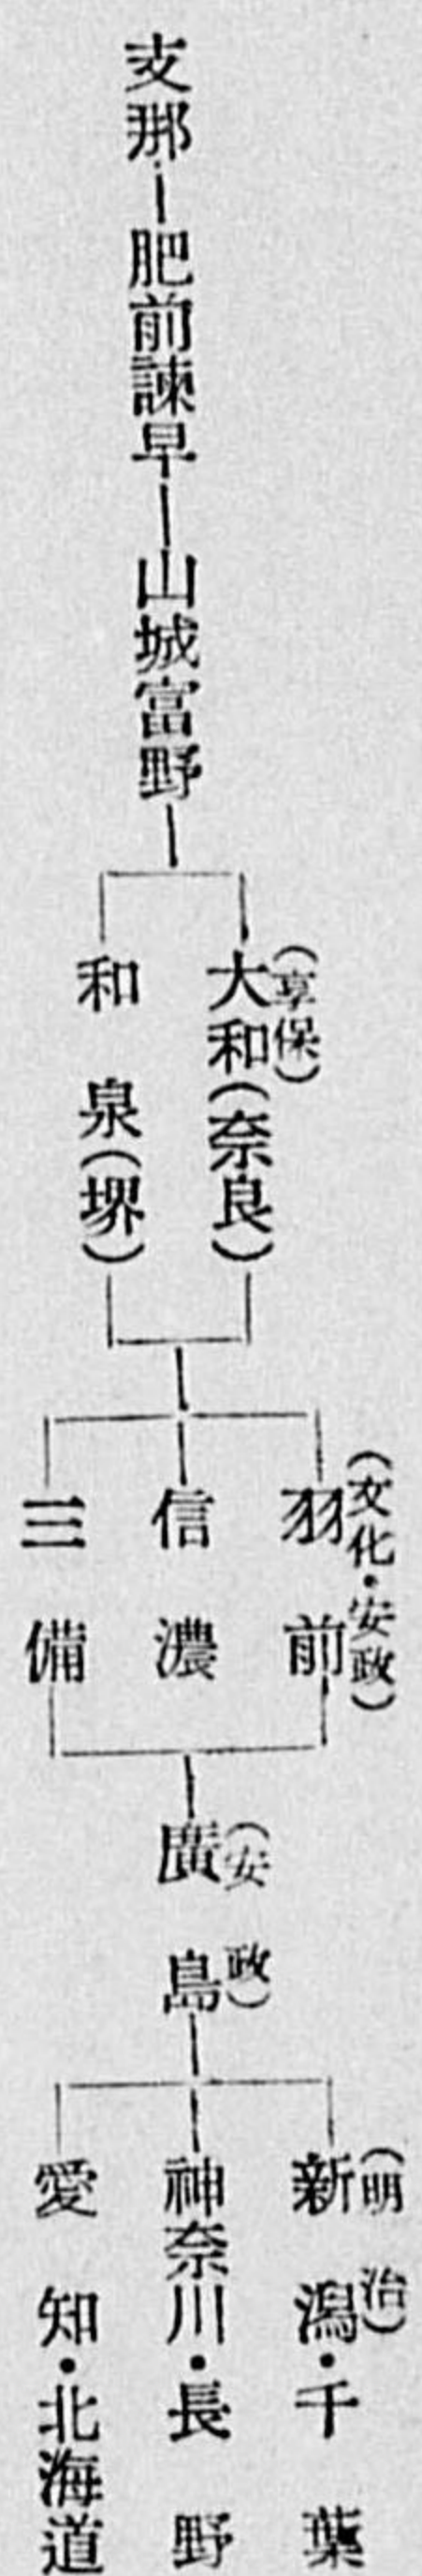 支那―肥前諫早―山城富野
(享保)
大和(奈良)
和泉(堺)
(文化・安政)
羽前
信濃
三備
(安政)
廣島
(明治)
新潟・千葉
神奈川・長野
愛知・北海道